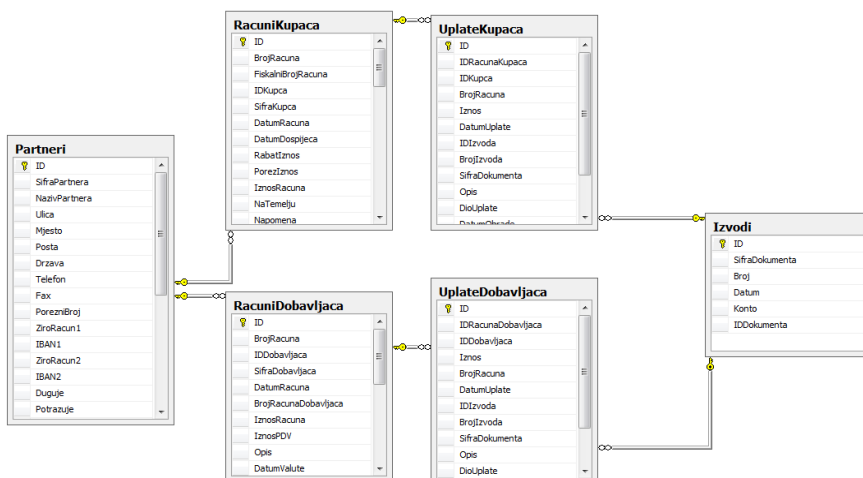 Partneri
ID
SifraPartnera
NazivPartnera
Ulica
Mjesto
Posta
Drzava
Telefon
Fax
PorezniBroj
ZiroRacun1
IBAN1
ZiroRacun2
IBAN2
Duguje
Potrazuje
RacuniKupaca
ID
BrojRacuna
FiskalniBrojRacuna
IDKupca
SifraKupca
DatumRacuna
DatumDospijeca
RabatIznos
PorezIznos
IznosRacuna
NaTemelju
Napomena
RacuniDobavljaca
ID
BrojRacuna
IDDobavljaca
SifraDobavljaca
DatumRacuna
BrojRacunaDobavljaca
IznosRacuna
IznosPDV
Opis
DatumValute
UplateKupaca
ID
IDRacunaKupaca
IDKupca
BrojRacuna
Iznos
DatumUplate
IDIzvoda
BrojIzvoda
SifraDokumenta
Opis
DioUplate
DatumObrade
UplateDobavljaca
ID
IDRacunaDobavljaca
IDDobavljaca
Iznos
BrojRacuna
DatumUplate
IDIzvoda
BrojIzvoda
SifraDokumenta
Opis
DioUplate
Izvodi
ID
SifraDokumenta
Broj
Datum
Konto
IDDokumenta